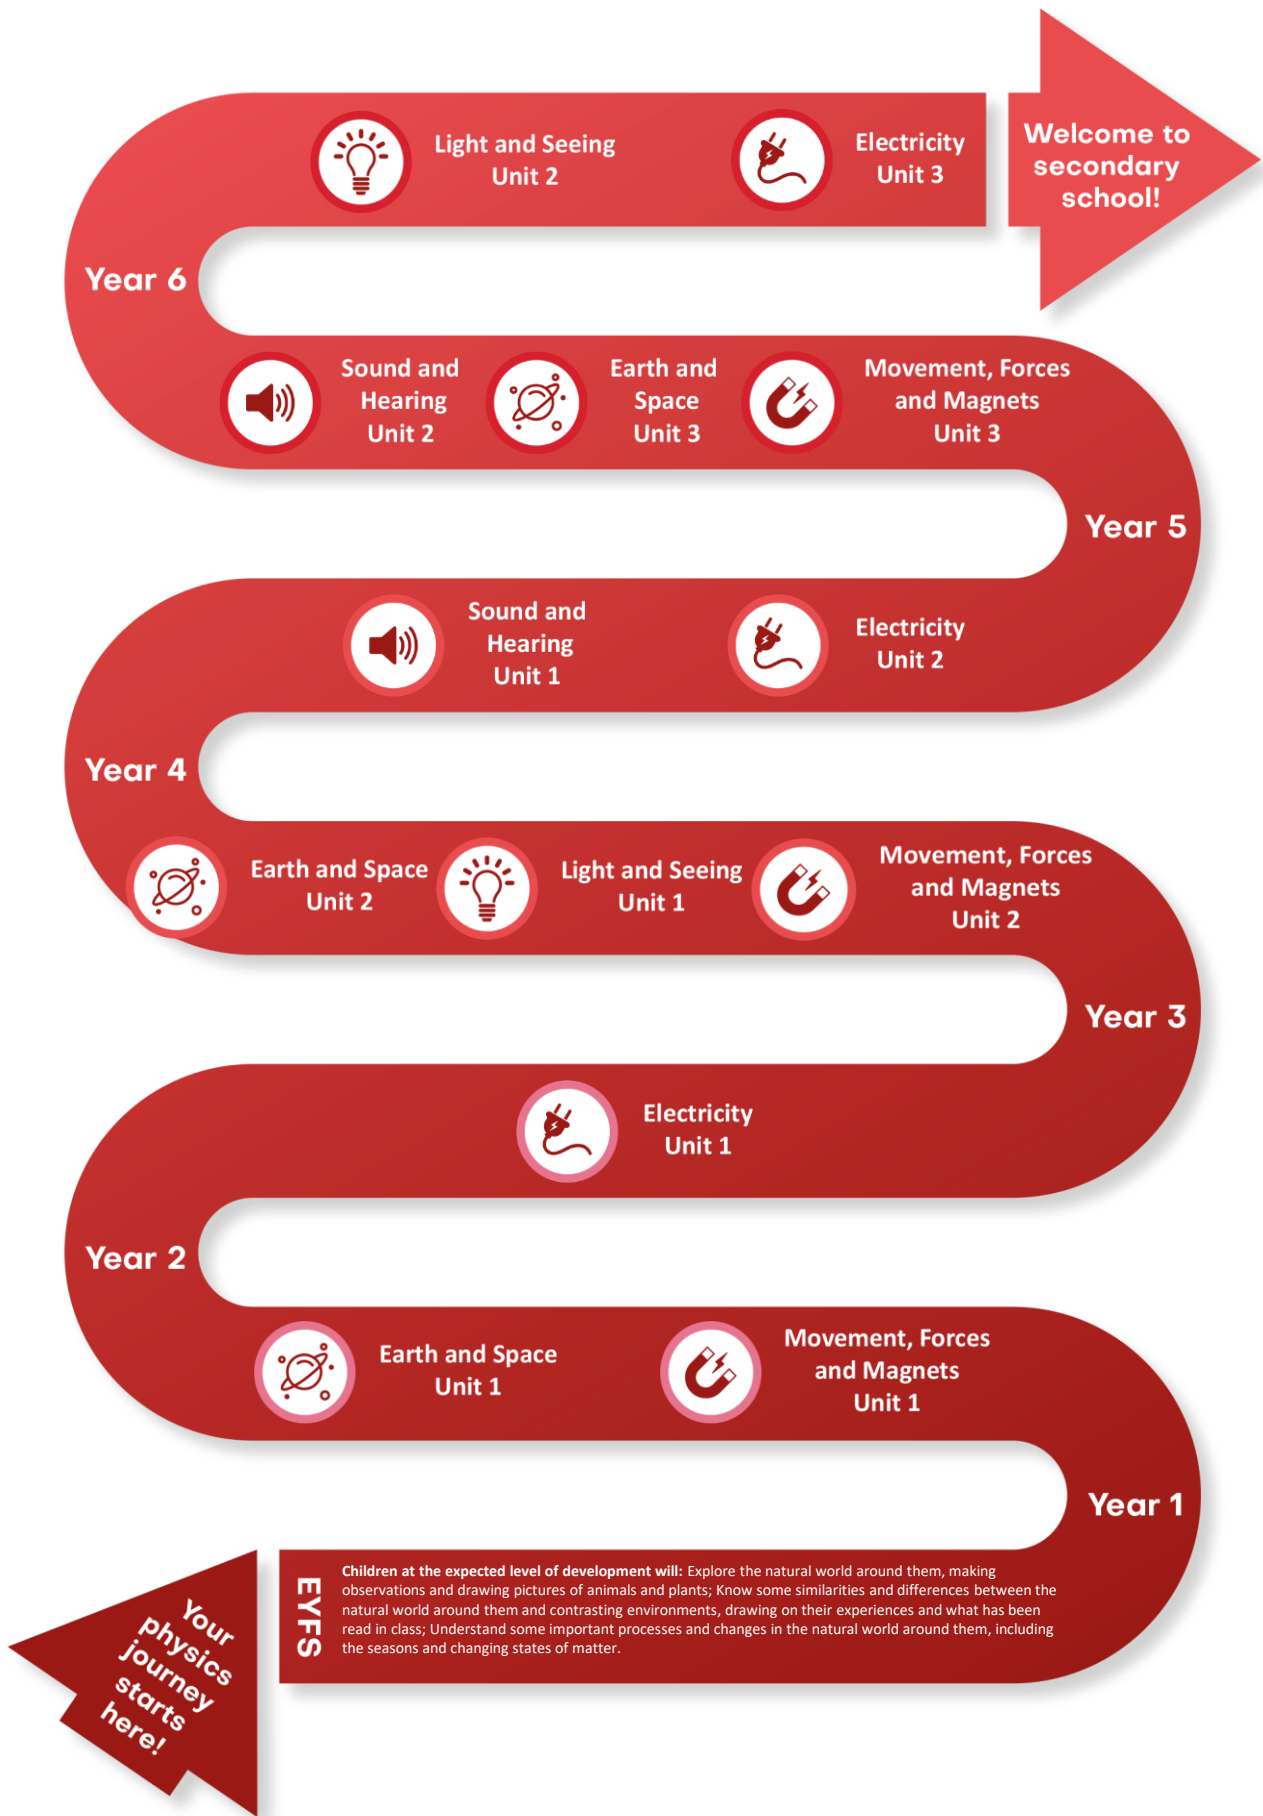 Light and Seeing
Unit 2
Electricity
Unit 3
Welcome to
secondary
school!
Year 6
Sound and
Hearing
Unit 2
Earth and
Space
Unit 3
Movement, Forces
and Magnets
Unit 3
Year 5
Sound and
Hearing
Unit 1
Electricity
Unit 2
Year 4
Earth and Space
Unit 2
Light and Seeing
Unit 1
Movement, Forces
and Magnets
Unit 2
Year 3
Electricity
Unit 1
Year 2
Earth and Space
Unit 1
Movement, Forces
and Magnets
Unit 1
Year 1
EYFS
Children at the expected level of development will: Explore the natural world around them, making
observations and drawing pictures of animals and plants; Know some similarities and differences between the
natural world around them and contrasting environments, drawing on their experiences and what has been
read in class; Understand some important processes and changes in the natural world around them, including
the seasons and changing states of matter.
Your
physics
journey
starts
here!